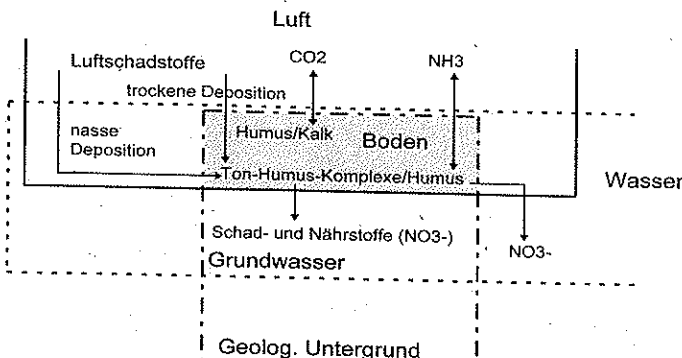 Luft
Luftschadstoffe
CO2
NH3
trockene Deposition
nasse
Deposition
Humus/Kalk
Boden
Ton-Humus-Komplexe/Humus
Wasser
Schad- und Nährstoffe (NO3-)
NO3-
Grundwasser
Geolog. Untergrund